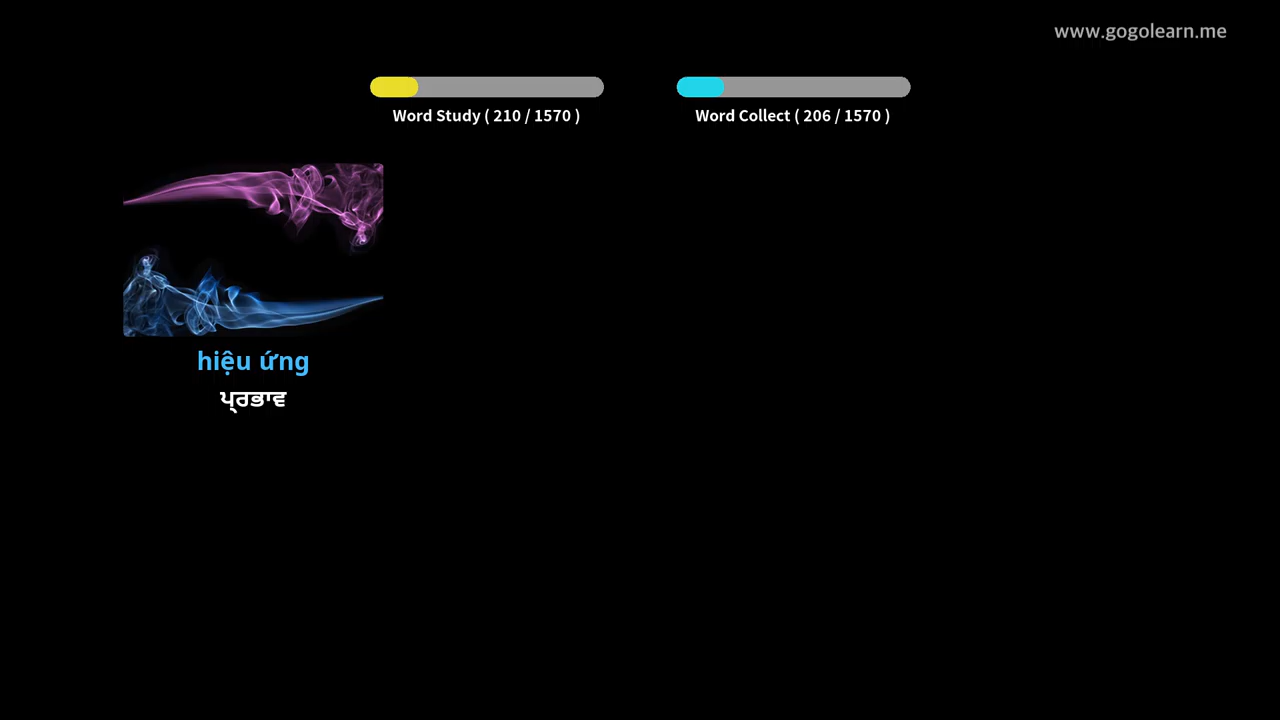 www.gogolearn.me
Word Study ( 210 / 1570 )
Word Collect ( 206 / 1570 )
hiệu ứng
ਪ੍ਰਭਾਵ